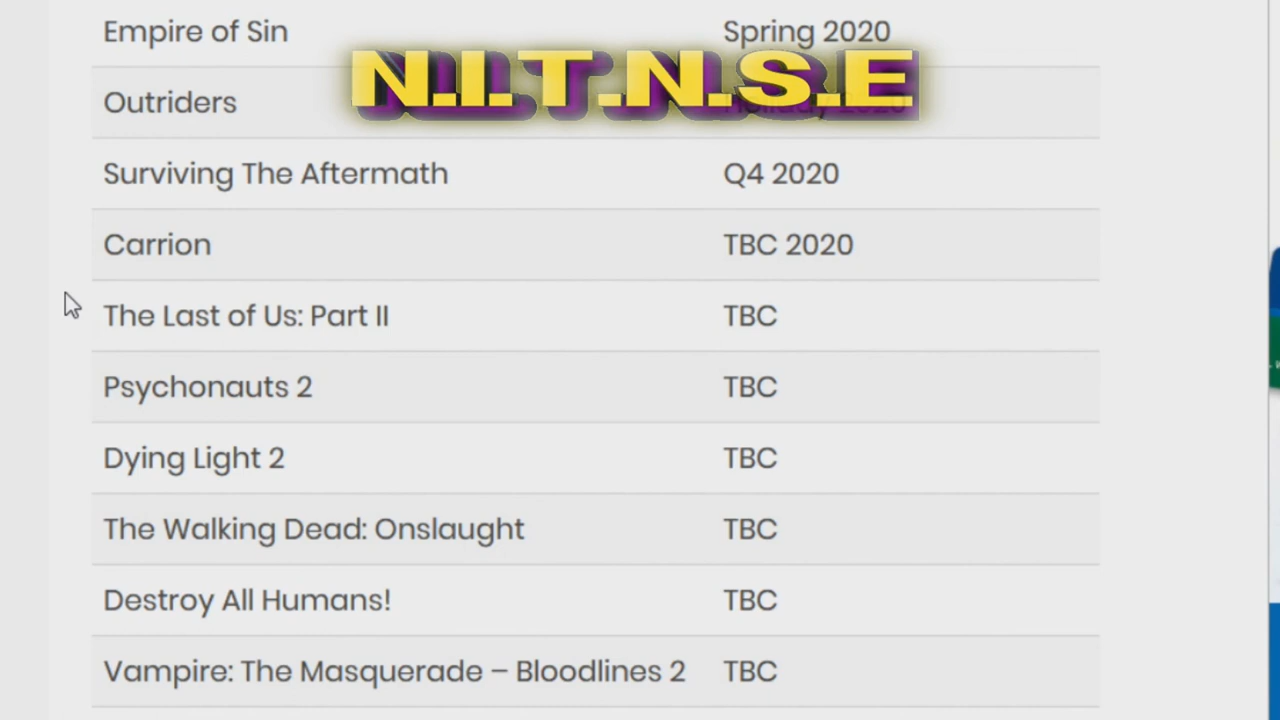 Empire of Sin Spring 2020
N.I.T.N.S.E
Outriders Holiday 2020
Surviving The Aftermath Q4 2020
Carrion TBC 2020
The Last of Us: Part II TBC
Psychonauts 2 TBC
Dying Light 2 TBC
The Walking Dead: Onslaught TBC
Destroy All Humans! TBC
Vampire: The Masquerade – Bloodlines 2 TBC